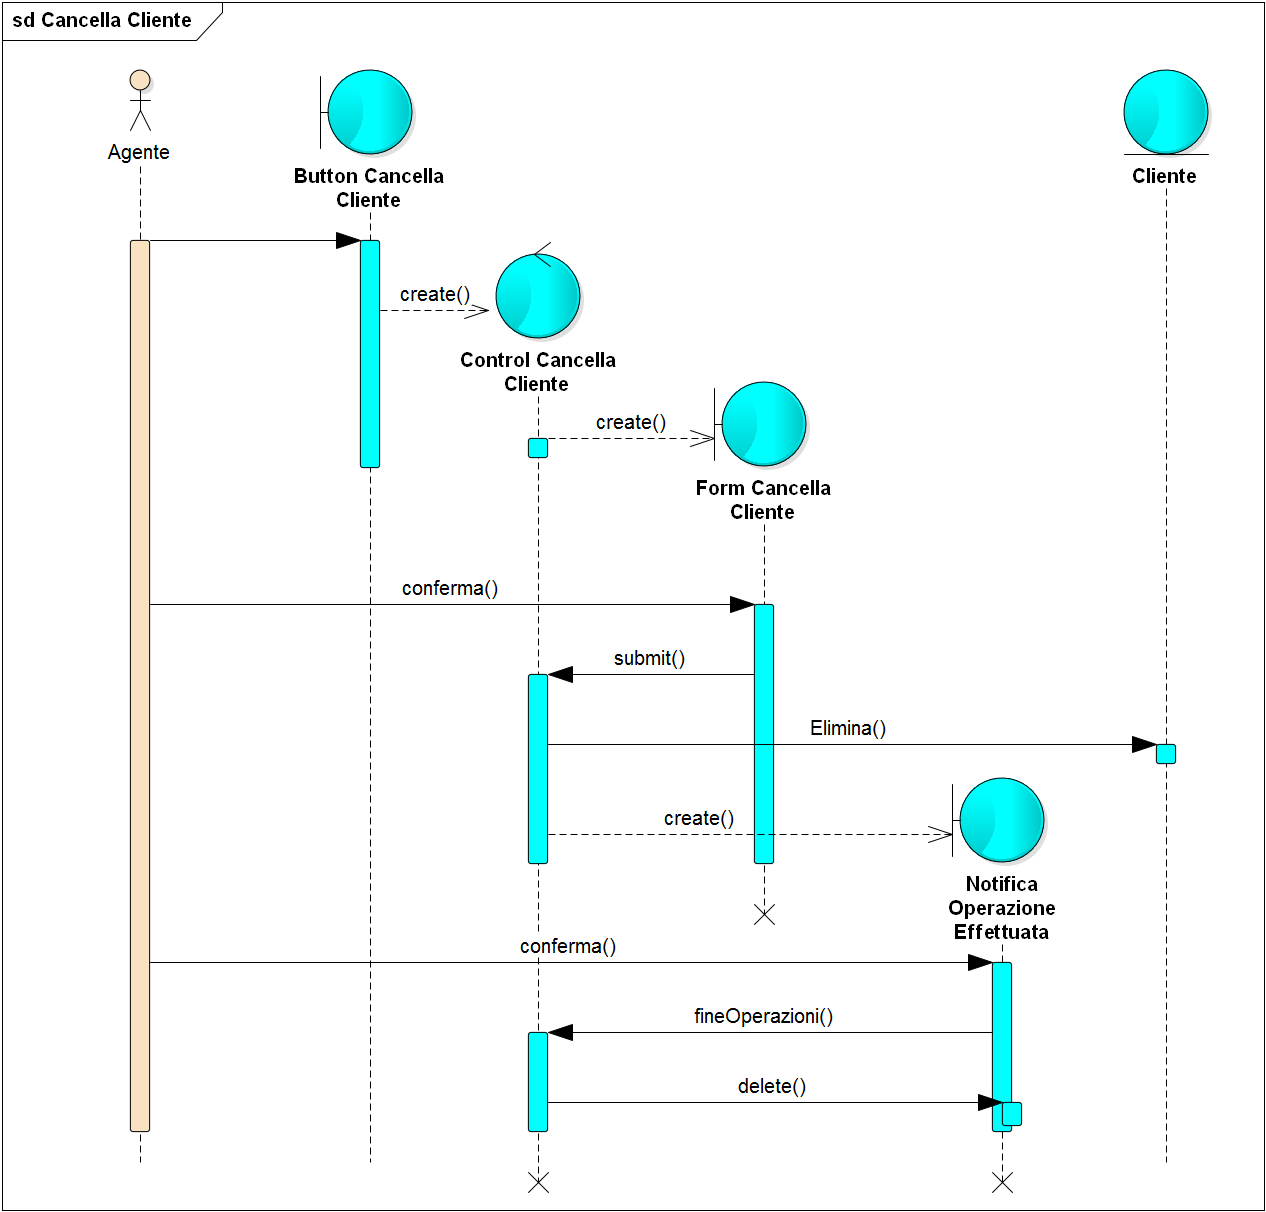 sd Cancella Cliente
Agente
Button Cancella
Cliente
Cliente
create()
Control Cancella
Cliente
create()
Form Cancella
Cliente
conferma()
submit()
Elimina()
create()
Notifica
Operazione
Effettuata
conferma()
fineOperazioni()
delete()